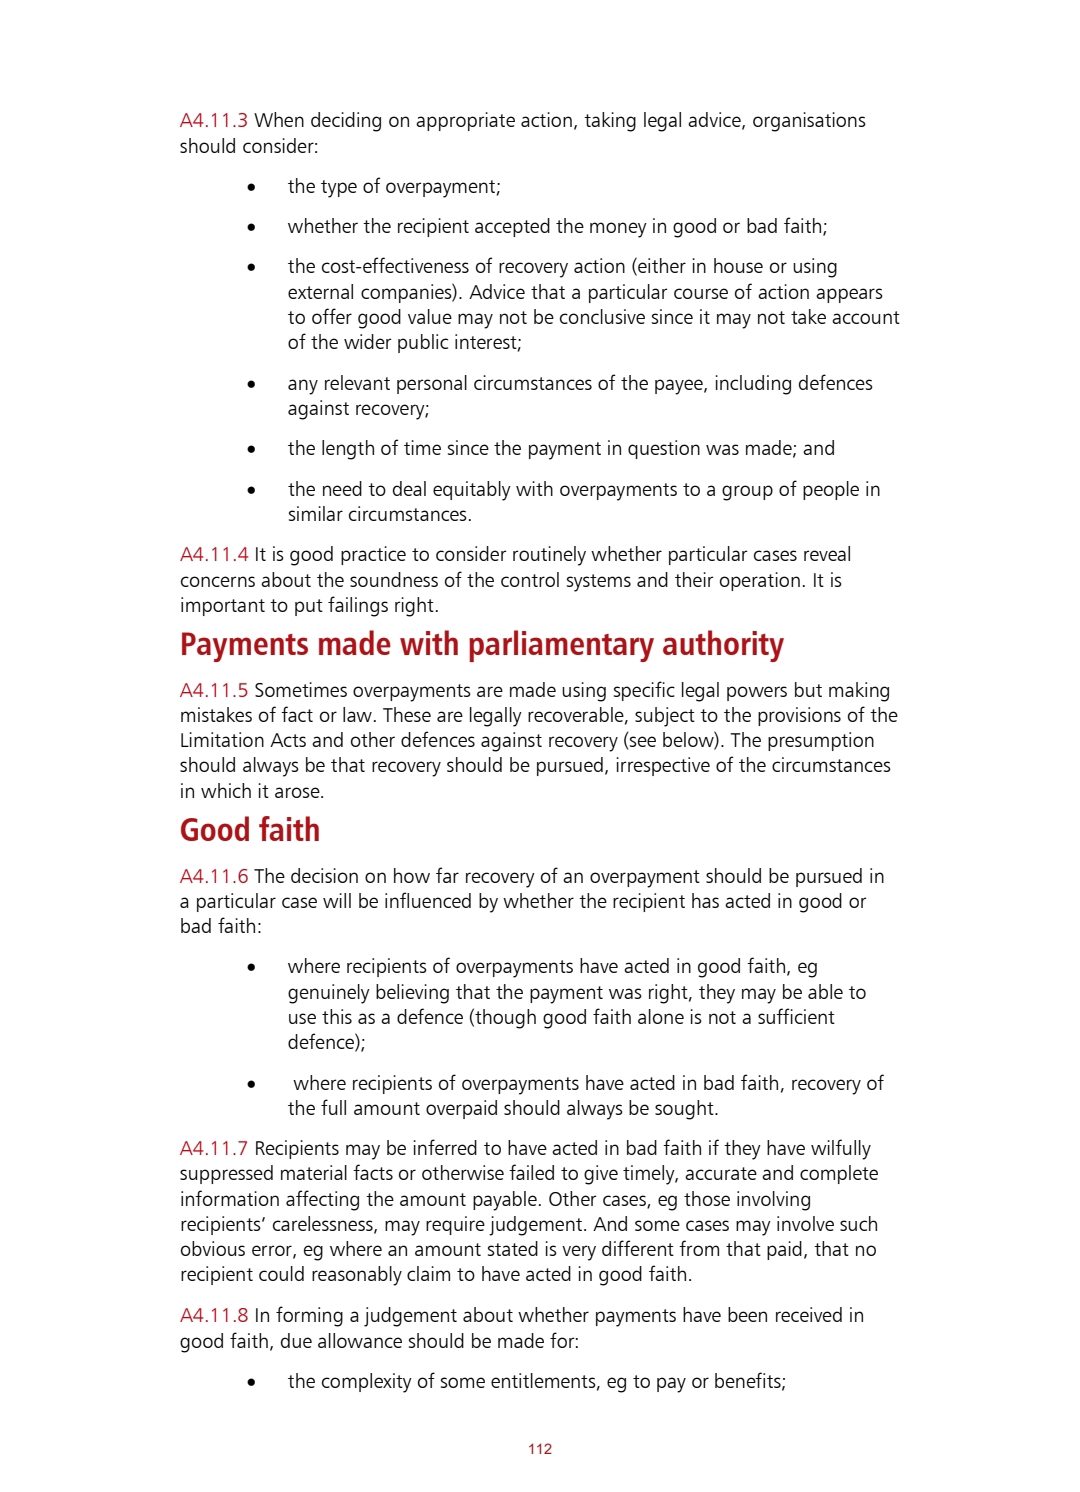 A4.11.3 When deciding on appropriate action, taking legal advice, organisations
should consider:
• the type of overpayment;
• whether the recipient accepted the money in good or bad faith;
• the cost-effectiveness of recovery action (either in house or using
external companies). Advice that a particular course of action appears
to offer good value may not be conclusive since it may not take account
of the wider public interest;
• any relevant personal circumstances of the payee, including defences
against recovery;
• the length of time since the payment in question was made; and
• the need to deal equitably with overpayments to a group of people in
similar circumstances.
A4.11.4 It is good practice to consider routinely whether particular cases reveal
concerns about the soundness of the control systems and their operation. It is
important to put failings right.
Payments made with parliamentary authority
A4.11.5 Sometimes overpayments are made using specific legal powers but making
mistakes of fact or law. These are legally recoverable, subject to the provisions of the
Limitation Acts and other defences against recovery (see below). The presumption
should always be that recovery should be pursued, irrespective of the circumstances
in which it arose.
Good faith
A4.11.6 The decision on how far recovery of an overpayment should be pursued in
a particular case will be influenced by whether the recipient has acted in good or
bad faith:
• where recipients of overpayments have acted in good faith, eg
genuinely believing that the payment was right, they may be able to
use this as a defence (though good faith alone is not a sufficient
defence);
• where recipients of overpayments have acted in bad faith, recovery of
the full amount overpaid should always be sought.
A4.11.7 Recipients may be inferred to have acted in bad faith if they have wilfully
suppressed material facts or otherwise failed to give timely, accurate and complete
information affecting the amount payable. Other cases, eg those involving
recipients’ carelessness, may require judgement. And some cases may involve such
obvious error, eg where an amount stated is very different from that paid, that no
recipient could reasonably claim to have acted in good faith.
A4.11.8 In forming a judgement about whether payments have been received in
good faith, due allowance should be made for:
• the complexity of some entitlements, eg to pay or benefits;
112